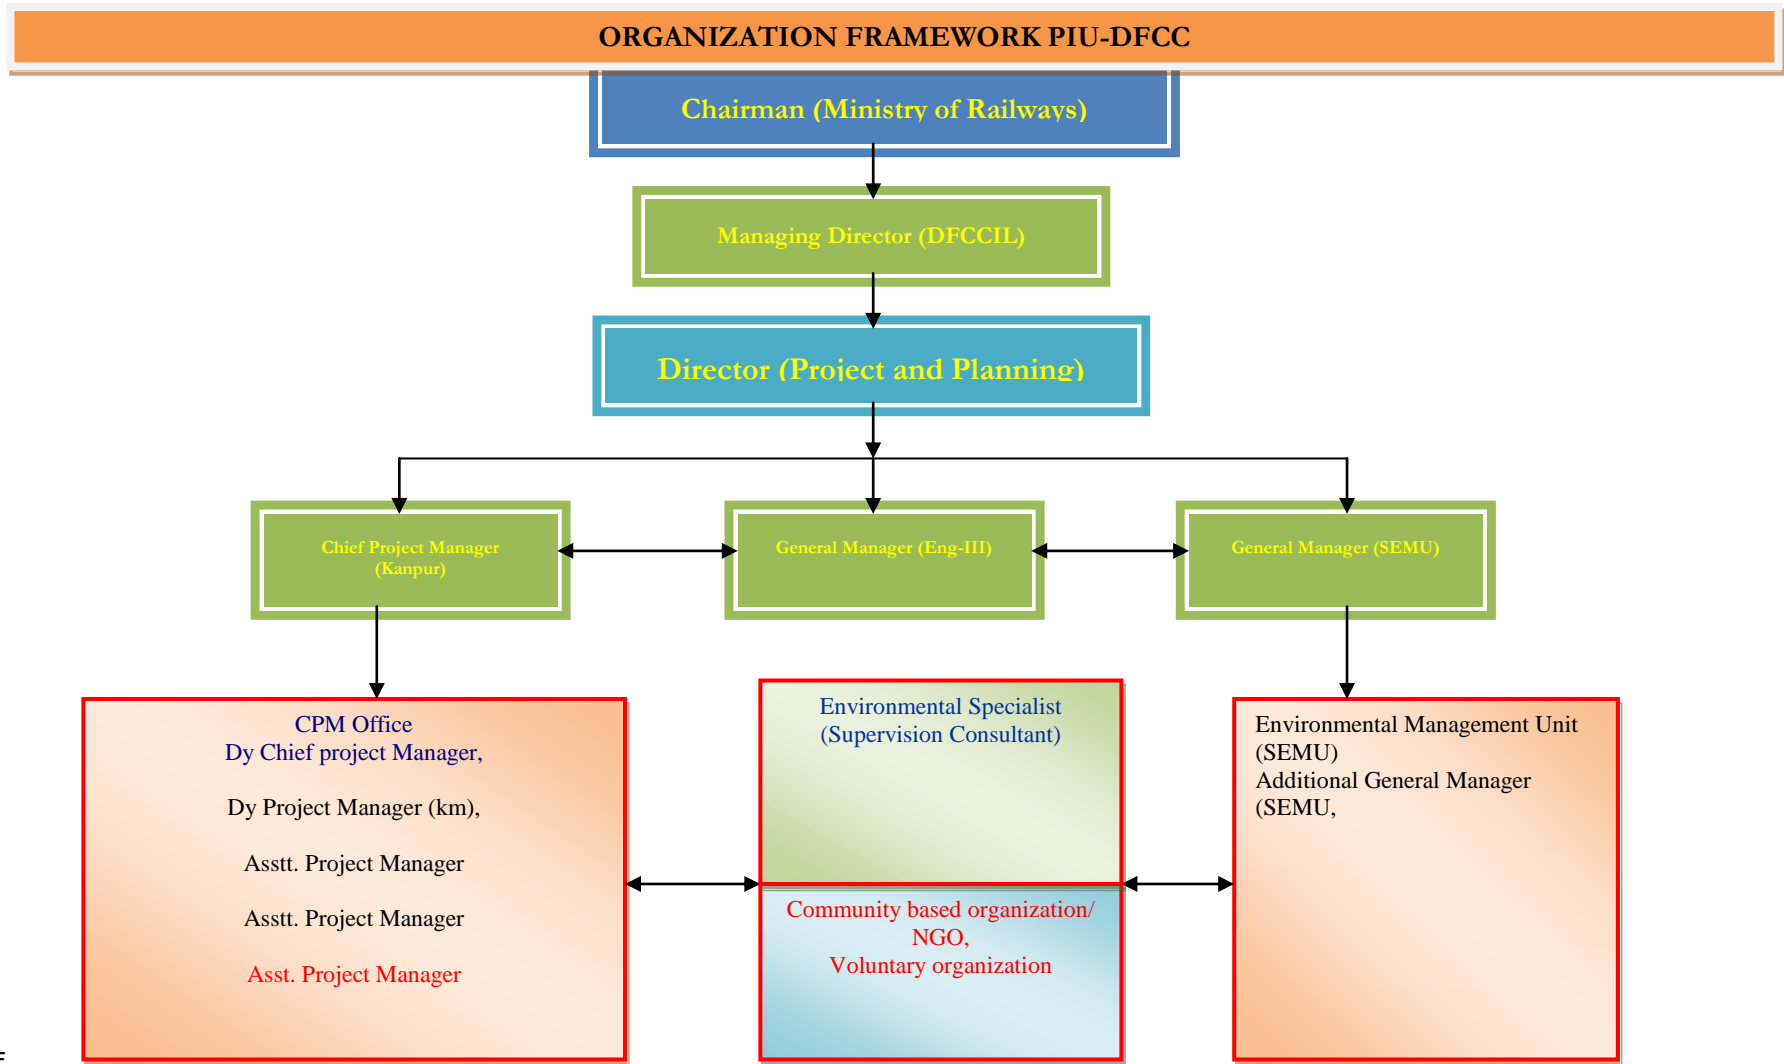 ORGANIZATION FRAMEWORK PIU-DFCC
Chairman (Ministry of Railways)
Managing Director (DFCCIL)
Director (Project and Planning)
Chief Project Manager
(Kanpur)
General Manager (Eng-III)
General Manager (SEMU)
CPM Office
Dy Chief project Manager,
Dy Project Manager (km),
Asstt. Project Manager
Asstt. Project Manager
Asst. Project Manager
Environmental Specialist
(Supervision Consultant)
Community based organization/
NGO,
Voluntary organization
Environmental Management Unit
(SEMU)
Additional General Manager
(SEMU,